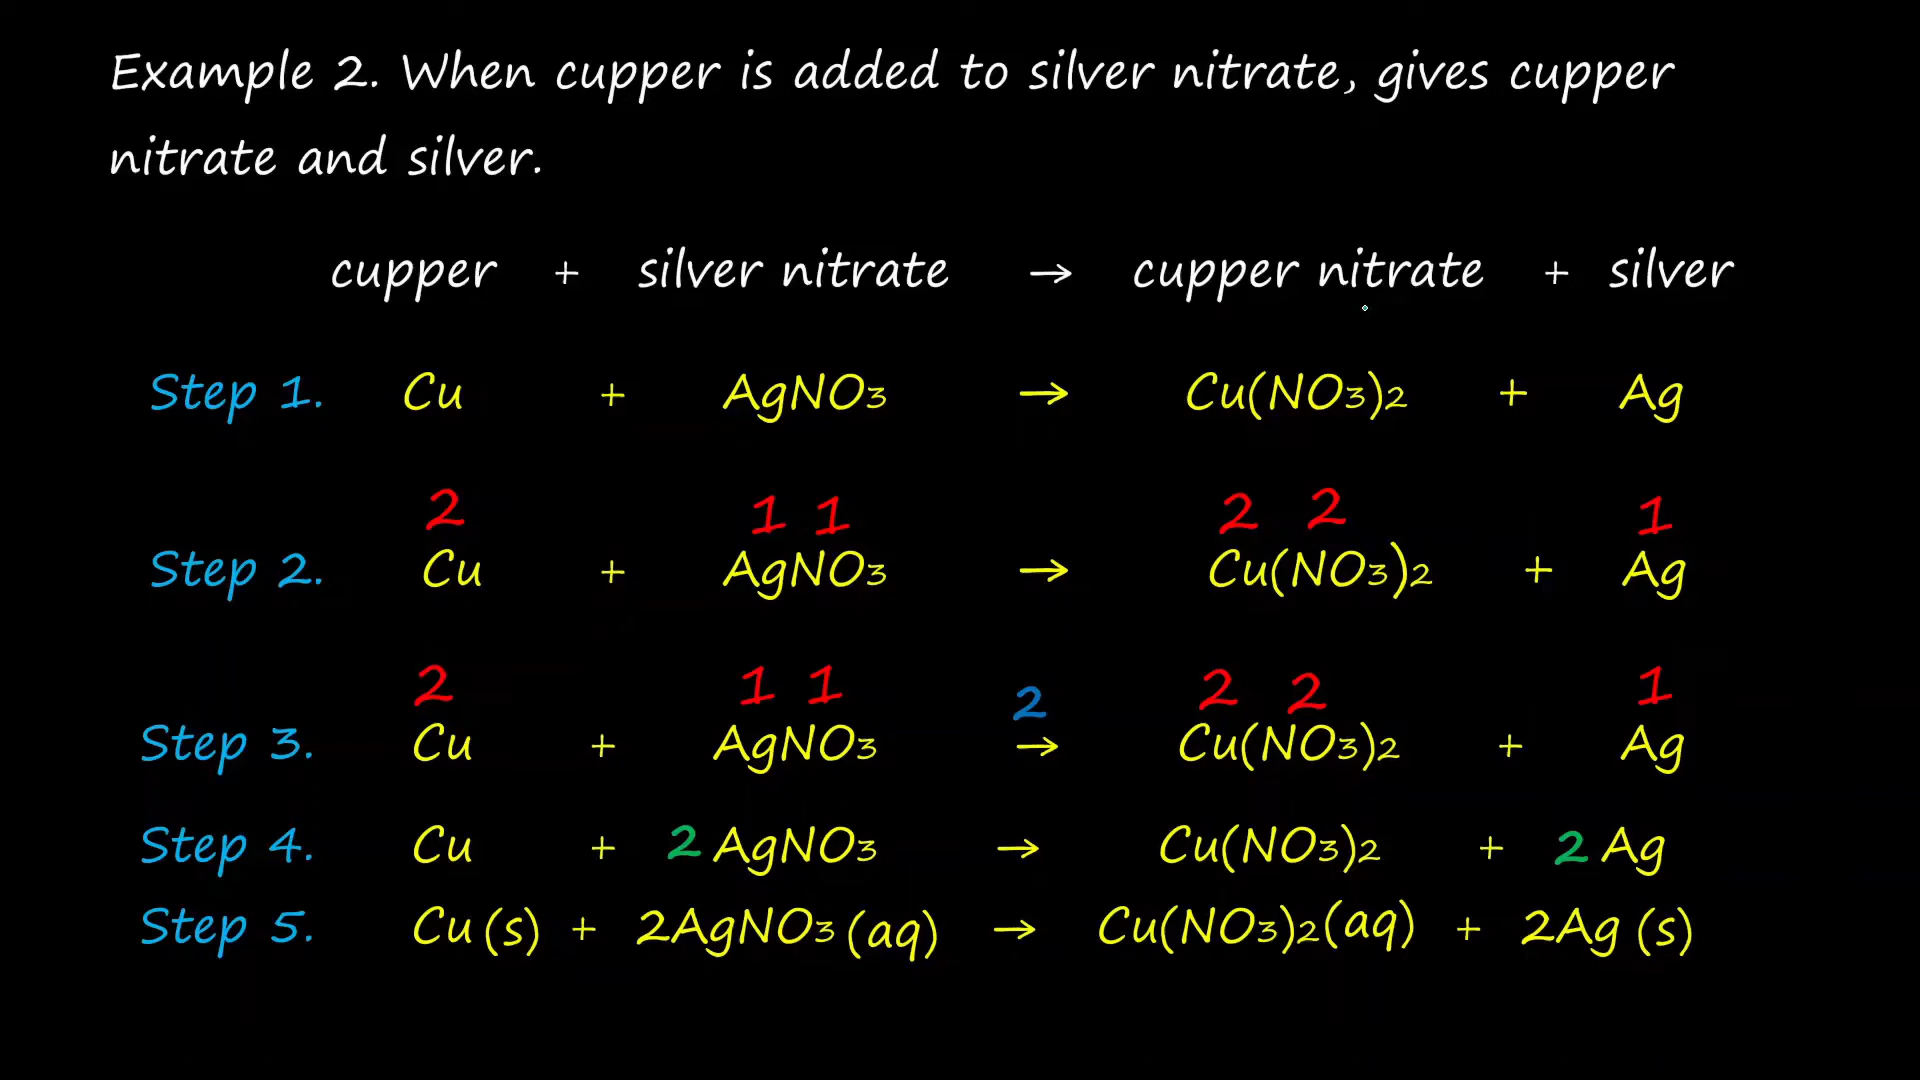 Example 2. When cupper is added to silver nitrate, gives cupper
nitrate and silver.
cupper + silver nitrate → cupper nitrate + silver
Step 1. Cu + AgNO3 → Cu(NO3)2 + Ag
2 1 1 2 2 1
Step 2. Cu + AgNO3 → Cu(NO3)2 + Ag
2 1 1 2 2 2 1
Step 3. Cu + AgNO3 → Cu(NO3)2 + Ag
Step 4. Cu + 2 AgNO3 → Cu(NO3)2 + 2 Ag
Step 5. Cu (s) + 2AgNO3 (aq) → Cu(NO3)2 (aq) + 2Ag (s)